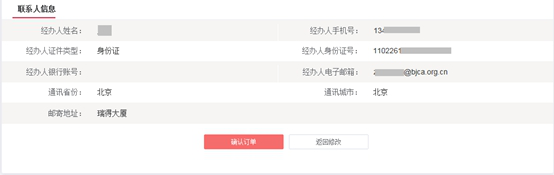 联系人信息
经办人姓名： 经办人手机号： 134
经办人证件类型： 身份证 经办人身份证号： 1102261
经办人银行账号： 经办人电子邮箱： @bjca.org.cn
通讯省份： 北京 通讯城市： 北京
邮寄地址： 瑞得大厦
确认订单 返回修改